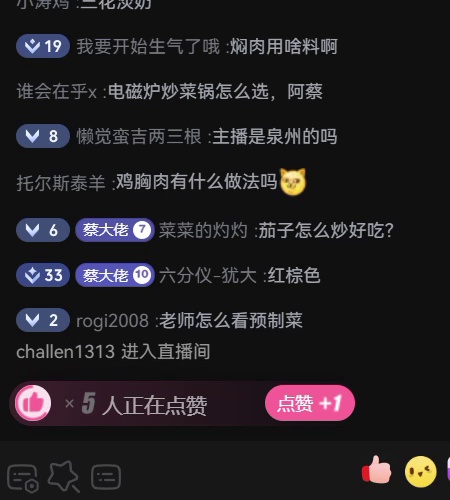 小涛鸡 :三花淡奶
19 我要开始生气了哦 :焖肉用啥料啊
谁会在乎x :电磁炉炒菜锅怎么选，阿蔡
8 懒觉蛮吉两三根 :主播是泉州的吗
托尔斯泰羊 :鸡胸肉有什么做法吗
6 蔡大佬 7 菜菜的灼灼 :茄子怎么炒好吃?
33 蔡大佬 10 六分仪-犹大 :红棕色
2 rogi2008 :老师怎么看预制菜
challen1313 进入直播间
× 5 人正在点赞 点赞 +1